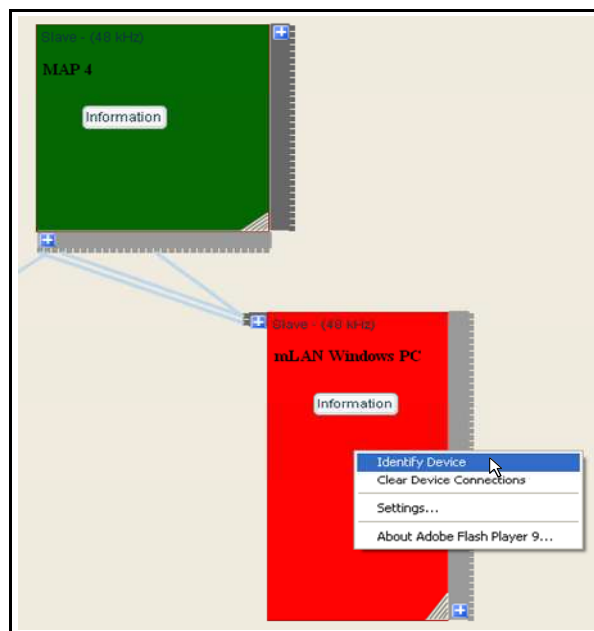 Slave - (48 kHz)
MAP 4
Information
Slave - (48 kHz)
mLAN Windows PC
Information
Identify Device
Clear Device Connections
Settings...
About Adobe Flash Player 9...